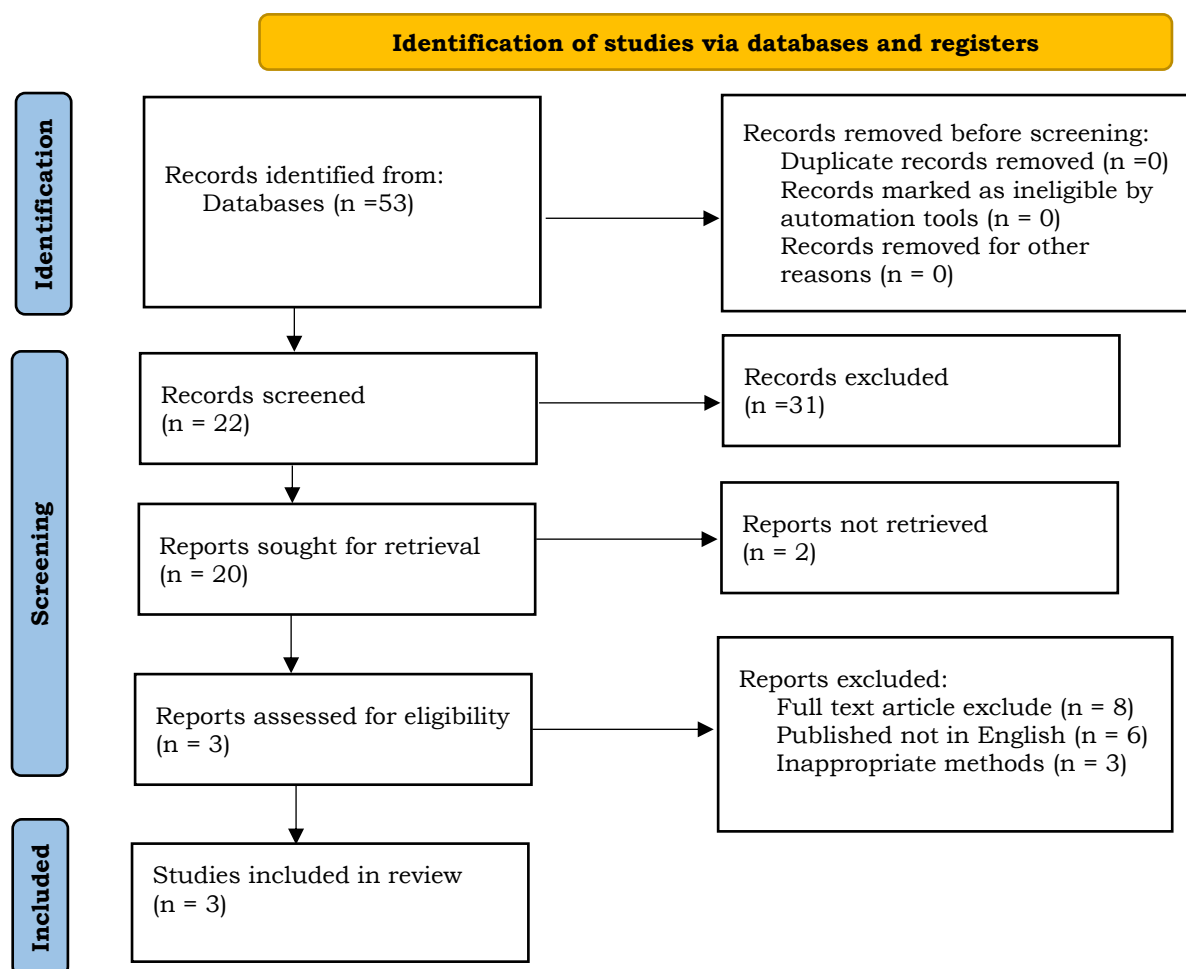 Identification of studies via databases and registers
Identification
Records identified from:
Databases (n =53)
Records removed before screening:
Duplicate records removed (n =0)
Records marked as ineligible by
automation tools (n = 0)
Records removed for other
reasons (n = 0)
Screening
Records screened
(n = 22)
Records excluded
(n =31)
Reports sought for retrieval
(n = 20)
Reports not retrieved
(n = 2)
Reports assessed for eligibility
(n = 3)
Reports excluded:
Full text article exclude (n = 8)
Published not in English (n = 6)
Inappropriate methods (n = 3)
Included
Studies included in review
(n = 3)